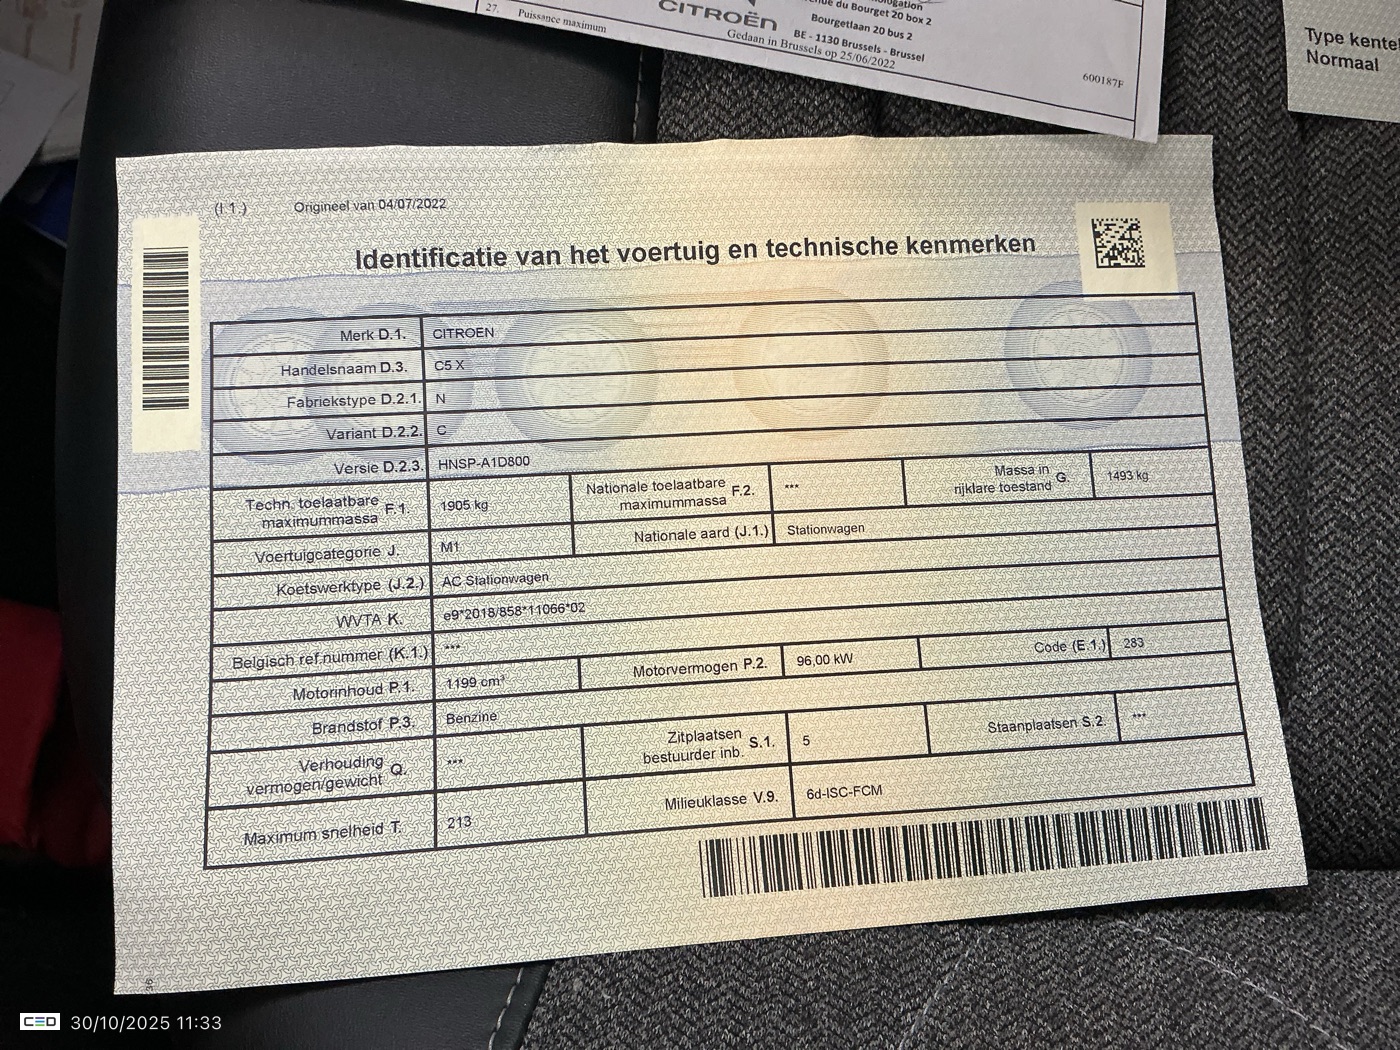 27. Puissance maximum
CITROËN
du Bourget 20 box 2
Bourgetlaan 20 bus 2
BE - 1130 Brussels - Brussel
Gedaan in Brussels op 25/06/2022
600187F
Type
Normaal
(I.1.) Origineel van 04/07/2022
Identificatie van het voertuig en technische kenmerken
Merk D.1. CITROEN
Handelsnaam D.3. C5 X
Fabriekstype D.2.1. N
Variant D.2.2. C
Versie D.2.3. HNSP-A1D800
Techn. toelaatbare maximummassa F.1. 1905 kg Nationale toelaatbare maximummassa F.2. *** Massa in rijklare toestand G. 1493 kg
Voertuigcategorie J. M1 Nationale aard (J.1.) Stationwagen
Koetswerktype (J.2.) AC Stationwagen
WVTA K. e9*2018/858*11066*02
Belgisch ref.nummer (K.1.) ***
Motorinhoud P.1. 1199 cm³ Motorvermogen P.2. 96,00 kW Code (E.1.) 283
Brandstof P.3. Benzine
Verhouding vermogen/gewicht Q. *** Zitplaatsen bestuurder inb. S.1. 5 Staanplaatsen S.2. ***
Maximum snelheid T. 213 Milieuklasse V.9. 6d-ISC-FCM
CED 30/10/2025 11:33